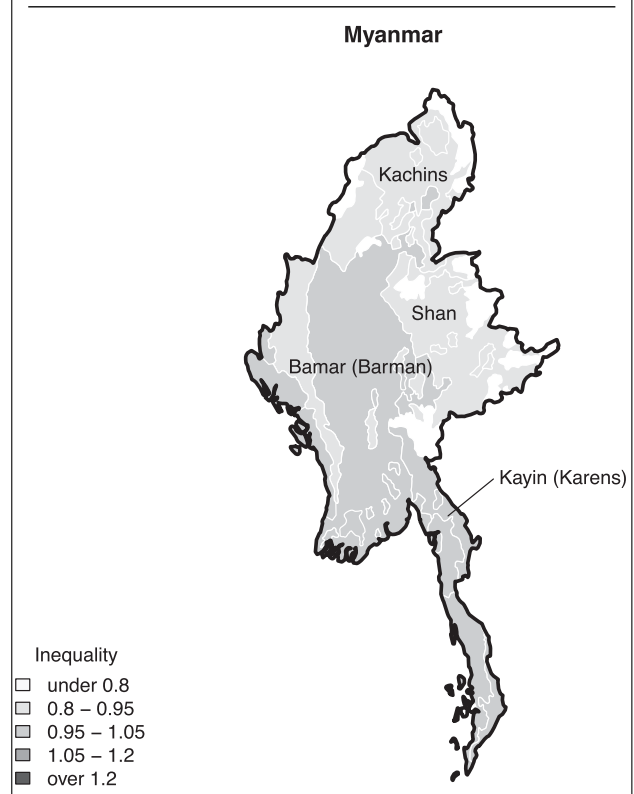 Myanmar
Kachins
Shan
Bamar (Barman)
Kayin (Karens)
Inequality
under 0.8
0.8 – 0.95
0.95 – 1.05
1.05 – 1.2
over 1.2